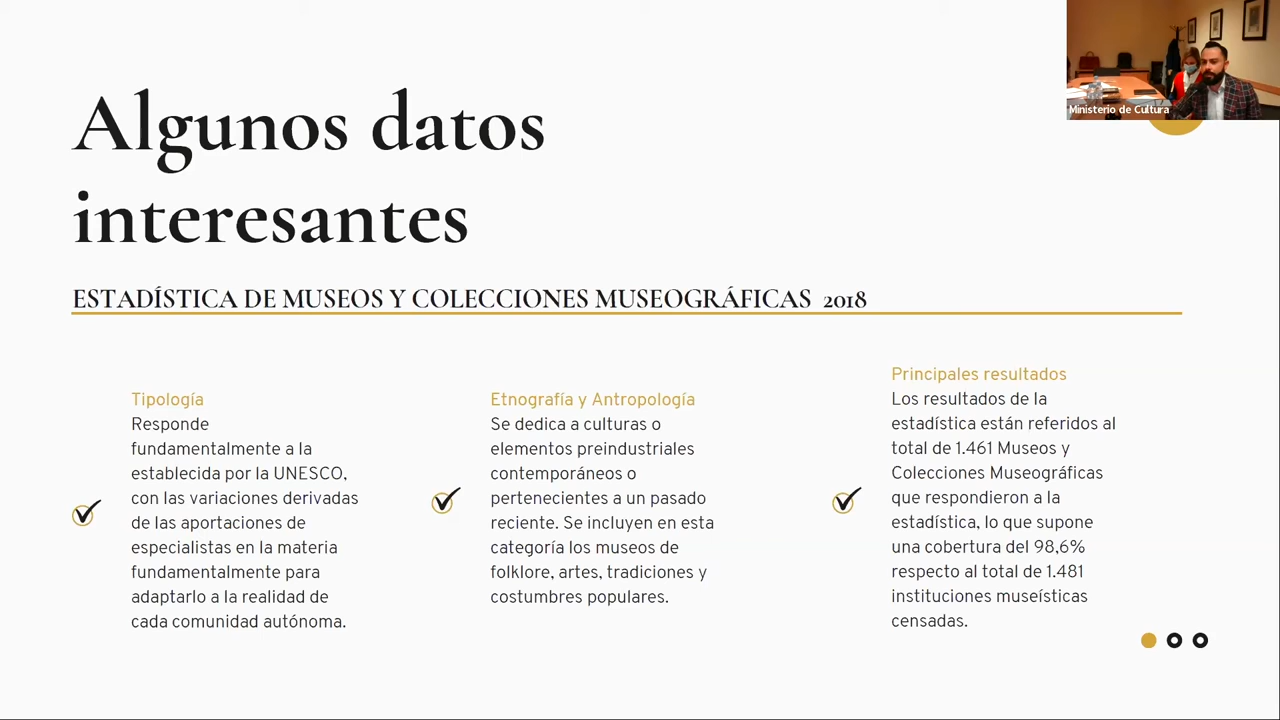 Algunos datos
interesantes
Ministerio de Cultura
ESTADÍSTICA DE MUSEOS Y COLECCIONES MUSEOGRÁFICAS 2018
Tipología
Responde
fundamentalmente a la
establecida por la UNESCO,
con las variaciones derivadas
de las aportaciones de
especialistas en la materia
fundamentalmente para
adaptarlo a la realidad de
cada comunidad autónoma.
Etnografía y Antropología
Se dedica a culturas o
elementos preindustriales
contemporáneos o
pertenecientes a un pasado
reciente. Se incluyen en esta
categoría los museos de
folklore, artes, tradiciones y
costumbres populares.
Principales resultados
Los resultados de la
estadística están referidos al
total de 1.461 Museos y
Colecciones Museográficas
que respondieron a la
estadística, lo que supone
una cobertura del 98,6%
respecto al total de 1.481
instituciones museísticas
censadas.